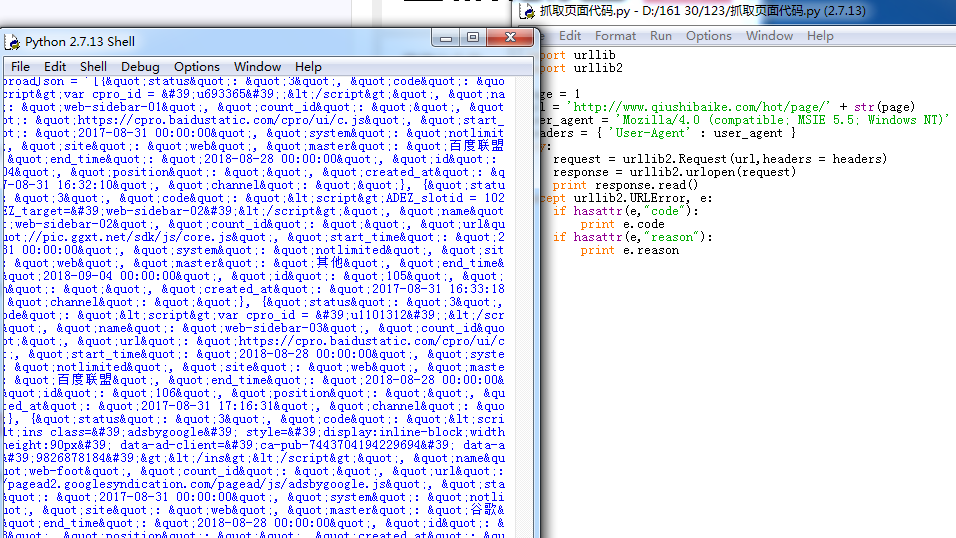 抓取页面代码.py - D:/161 30/123/抓取页面代码.py (2.7.13)
Edit Format Run Options Window Help
port urllib
port urllib2
ge = 1
l = 'http://www.qiushibaike.com/hot/page/' + str(page)
er_agent = 'Mozilla/4.0 (compatible; MSIE 5.5; Windows NT)'
aders = { 'User-Agent' : user_agent }
y:
request = urllib2.Request(url,headers = headers)
response = urllib2.urlopen(request)
print response.read()
cept urllib2.URLError, e:
if hasattr(e,"code"):
print e.code
if hasattr(e,"reason"):
print e.reason
Python 2.7.13 Shell
File Edit Shell Debug Options Window Help
broadJson = '[{&quot;status&quot;: &quot;3&quot;, &quot;code&quot;: &quo
script&gt;var cpro_id = &#39;u693365&#39;;&lt;/script&gt;&quot;, &quot;na
: &quot;web-sidebar-01&quot;, &quot;count_id&quot;: &quot;&quot;, &quot;
: &quot;https://cpro.baidustatic.com/cpro/ui/c.js&quot;, &quot;start_
: &quot;2017-08-31 00:00:00&quot;, &quot;system&quot;: &quot;notlimit
, &quot;site&quot;: &quot;web&quot;, &quot;master&quot;: &quot;百度联盟
&quot;end_time&quot;: &quot;2018-08-28 00:00:00&quot;, &quot;id&quot;:
04&quot;, &quot;position&quot;: &quot;&quot;, &quot;created_at&quot;: &q
7-08-31 16:32:10&quot;, &quot;channel&quot;: &quot;&quot;}, {&quot;statu
: &quot;3&quot;, &quot;code&quot;: &quot;&lt;script&gt;ADEZ_slotid = 102
EZ_target=&#39;web-sidebar-02&#39;&lt;/script&gt;&quot;, &quot;name&quot
t;web-sidebar-02&quot;, &quot;count_id&quot;: &quot;&quot;, &quot;url&qu
uot;//pic.ggxt.net/sdk/js/core.js&quot;, &quot;start_time&quot;: &quot;2
31 00:00:00&quot;, &quot;system&quot;: &quot;notlimited&quot;, &quot;sit
: &quot;web&quot;, &quot;master&quot;: &quot;其他&quot;, &quot;end_time&
&quot;2018-09-04 00:00:00&quot;, &quot;id&quot;: &quot;105&quot;, &quot;
n&quot;: &quot;&quot;, &quot;created_at&quot;: &quot;2017-08-31 16:33:18
&quot;channel&quot;: &quot;&quot;}, {&quot;status&quot;: &quot;3&quot;,
ode&quot;: &quot;&lt;script&gt;var cpro_id = &#39;u1101312&#39;;&lt;/scr
&quot;, &quot;name&quot;: &quot;web-sidebar-03&quot;, &quot;count_id&quo
ot;&quot;, &quot;url&quot;: &quot;https://cpro.baidustatic.com/cpro/ui/c
t;, &quot;start_time&quot;: &quot;2018-08-28 00:00:00&quot;, &quot;syste
: &quot;notlimited&quot;, &quot;site&quot;: &quot;web&quot;, &quot;maste
: &quot;百度联盟&quot;, &quot;end_time&quot;: &quot;2018-08-28 00:00:00&
&quot;id&quot;: &quot;106&quot;, &quot;position&quot;: &quot;&quot;, &qu
ted_at&quot;: &quot;2017-08-31 17:16:31&quot;, &quot;channel&quot;: &quo
t;}, {&quot;status&quot;: &quot;3&quot;, &quot;code&quot;: &quot;&lt;scri
lt;ins class=&#39;adsbygoogle&#39; style=&#39;display:inline-block;width
height:90px&#39; data-ad-client=&#39;ca-pub-7443704194229694&#39; data-a
&#39;9826878184&#39;&gt;&lt;/ins&gt;&lt;/script&gt;&quot;, &quot;name&qu
uot;web-foot&quot;, &quot;count_id&quot;: &quot;&quot;, &quot;url&quot;:
/pagead2.googlesyndication.com/pagead/js/adsbygoogle.js&quot;, &quot;sta
&quot;: &quot;2017-08-31 00:00:00&quot;, &quot;system&quot;: &quot;notli
quot;, &quot;site&quot;: &quot;web&quot;, &quot;master&quot;: &quot;谷歌&
&quot;end_time&quot;: &quot;2018-08-28 00:00:00&quot;, &quot;id&quot;: &
&quot;position&quot;: &quot;&quot;, &quot;created_at&quot;: &qu